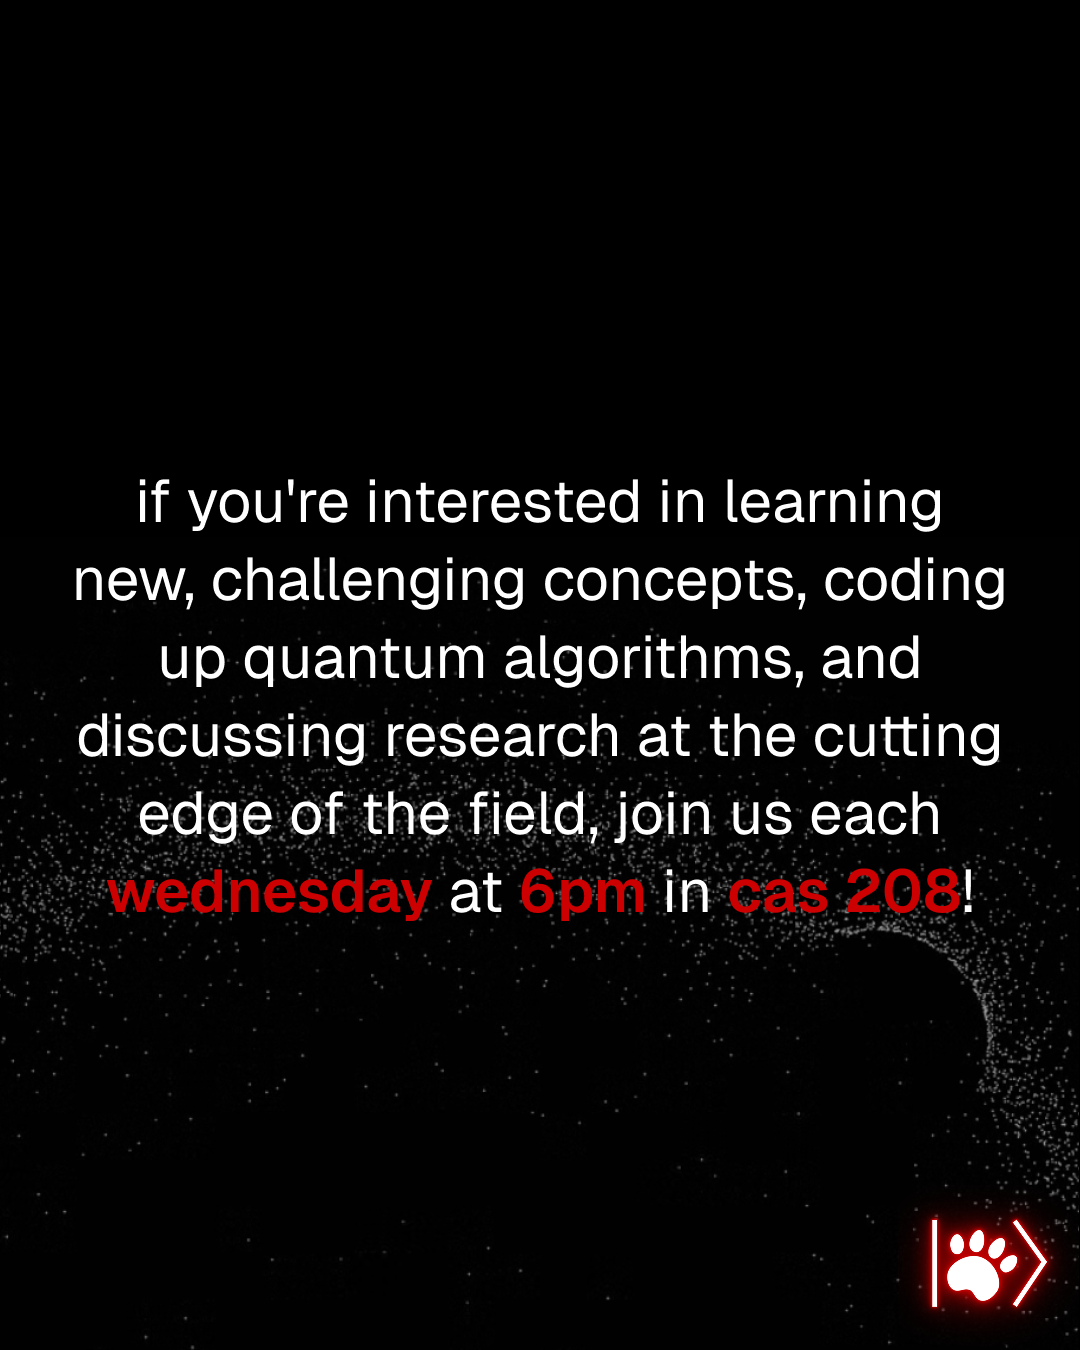 if you're interested in learning
new, challenging concepts, coding
up quantum algorithms, and
discussing research at the cutting
edge of the field, join us each
wednesday at 6pm in cas 208!